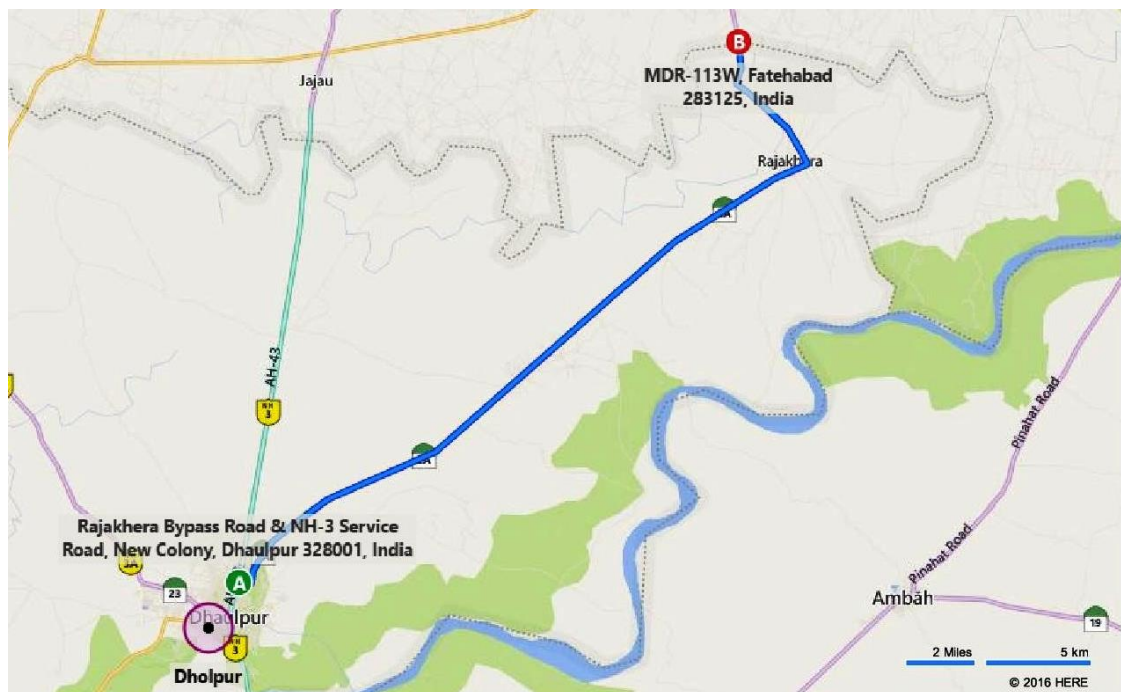 B
MDR-113W, Fatehabad
283125, India
Jajau
Rajakhera
AH-43
NH
3
Pinahat Road
Rajakhera Bypass Road & NH-3 Service
Road, New Colony, Dhaulpur 328001, India
3A
A
23
Dhaulpur
Pinahat Road
Ambah
19
3
Dholpur
2 Miles
5 km
© 2016 HERE